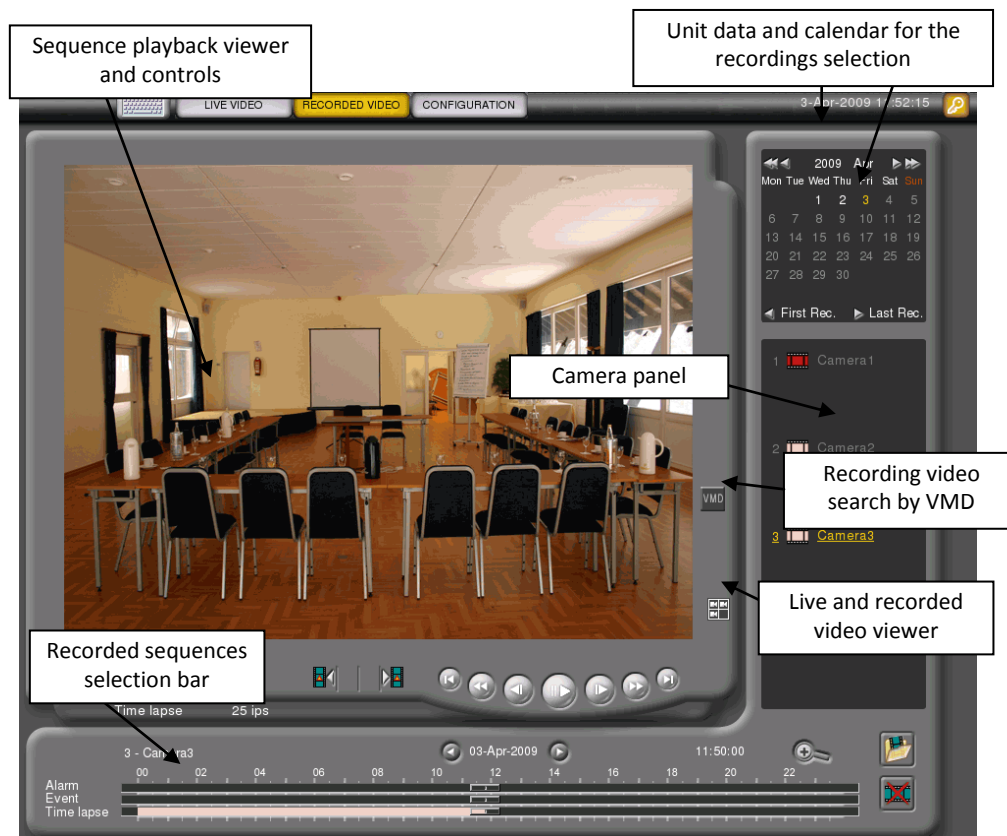 Sequence playback viewer
and controls
Unit data and calendar for the
recordings selection
LIVE VIDEO
RECORDED VIDEO
CONFIGURATION
3-Apr-2009 11:52:15
2009 Apr
Mon Tue Wed Thu Fri Sat Sun
1 2 3 4 5
6 7 8 9 10 11 12
13 14 15 16 17 18 19
20 21 22 23 24 25 26
27 28 29 30
First Rec. Last Rec.
1 Camera1
Camera panel
2 Camera2
Recording video
search by VMD
VMD
3 Camera3
Live and recorded
video viewer
Recorded sequences
selection bar
Time lapse 25 ips
3 - Camera3
03-Apr-2009
11:50:00
00 02 04 06 08 10 12 14 16 18 20 22
Alarm
Event
Time lapse